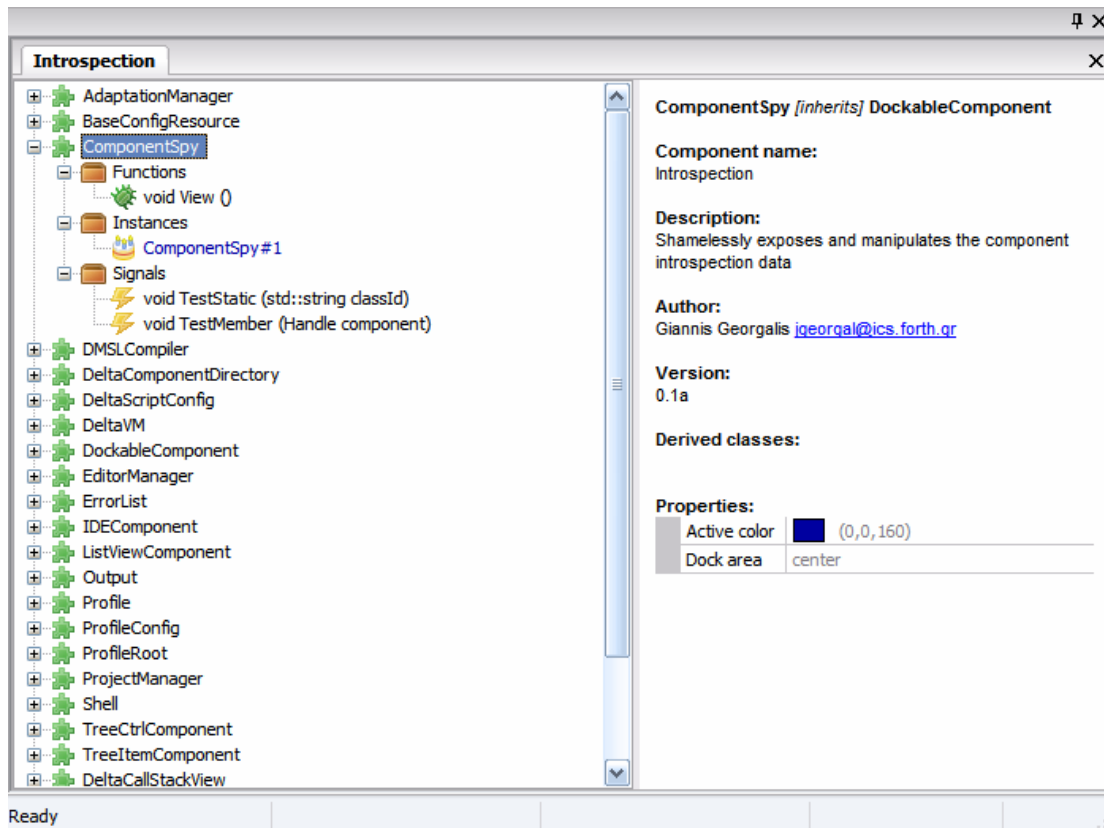 Introspection
AdaptationManager
BaseConfigResource
ComponentSpy
Functions
void View ()
Instances
ComponentSpy#1
Signals
void TestStatic (std::string classId)
void TestMember (Handle component)
DMSLCompiler
DeltaComponentDirectory
DeltaScriptConfig
DeltaVM
DockableComponent
EditorManager
ErrorList
IDEComponent
ListViewComponent
Output
Profile
ProfileConfig
ProfileRoot
ProjectManager
Shell
TreeCtrlComponent
TreeItemComponent
DeltaCallStackView
ComponentSpy [inherits] DockableComponent
Component name:
Introspection
Description:
Shamelessly exposes and manipulates the component
introspection data
Author:
Giannis Georgalis jgeorgal@ics.forth.gr
Version:
0.1a
Derived classes:
Properties:
Active color (0,0,160)
Dock area center
Ready